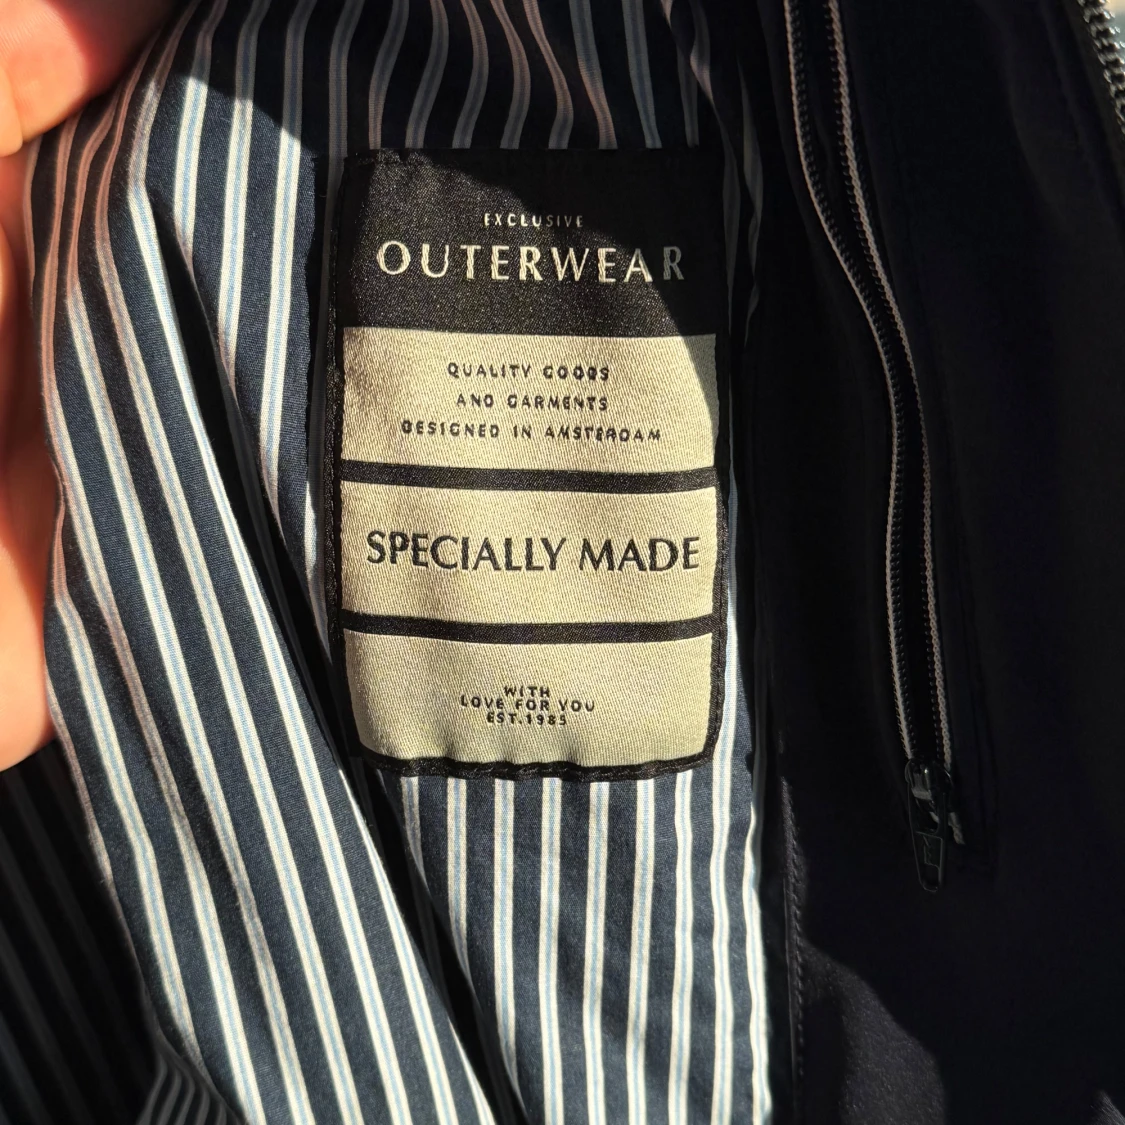 EXCLUSIVE
OUTERWEAR
QUALITY GOODS
AND GARMENTS
DESIGNED IN AMSTERDAM
SPECIALLY MADE
WITH
LOVE FOR YOU
EST.1985